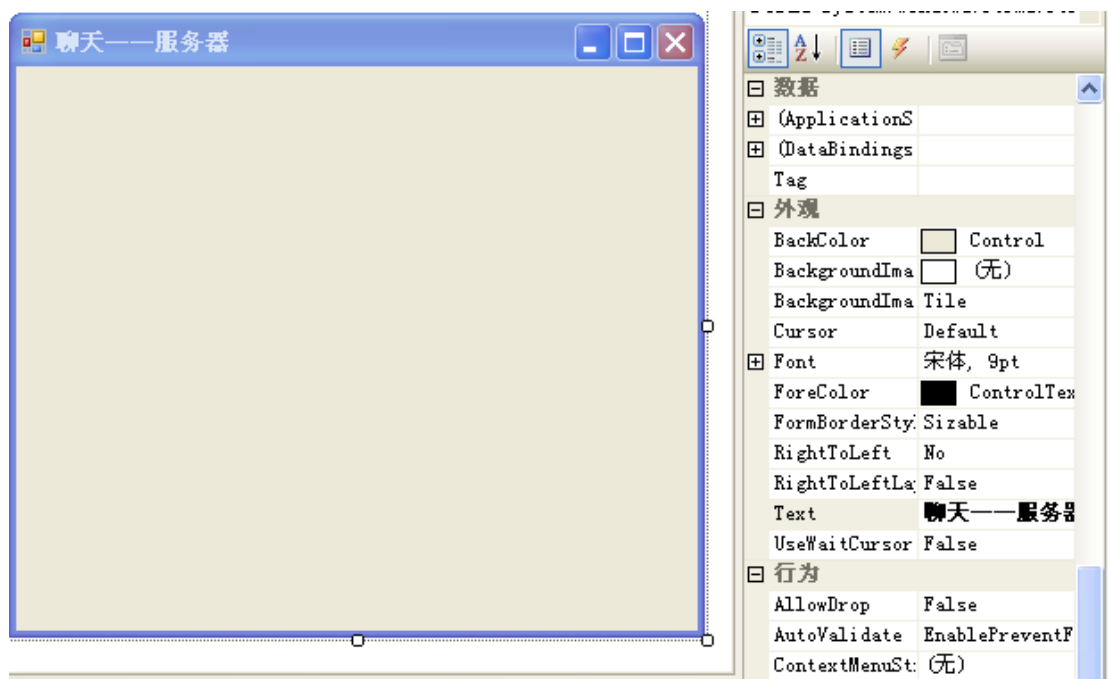 聊天——服务器
数据
(ApplicationS
(DataBindings
Tag
外观
BackColor Control
BackgroundIma (无)
BackgroundIma Tile
Cursor Default
Font 宋体, 9pt
ForeColor ControlTex
FormBorderStyl Sizable
RightToLeft No
RightToLeftLa False
Text 聊天——服务器
UseWaitCursor False
行为
AllowDrop False
AutoValidate EnablePreventF
ContextMenuSt (无)